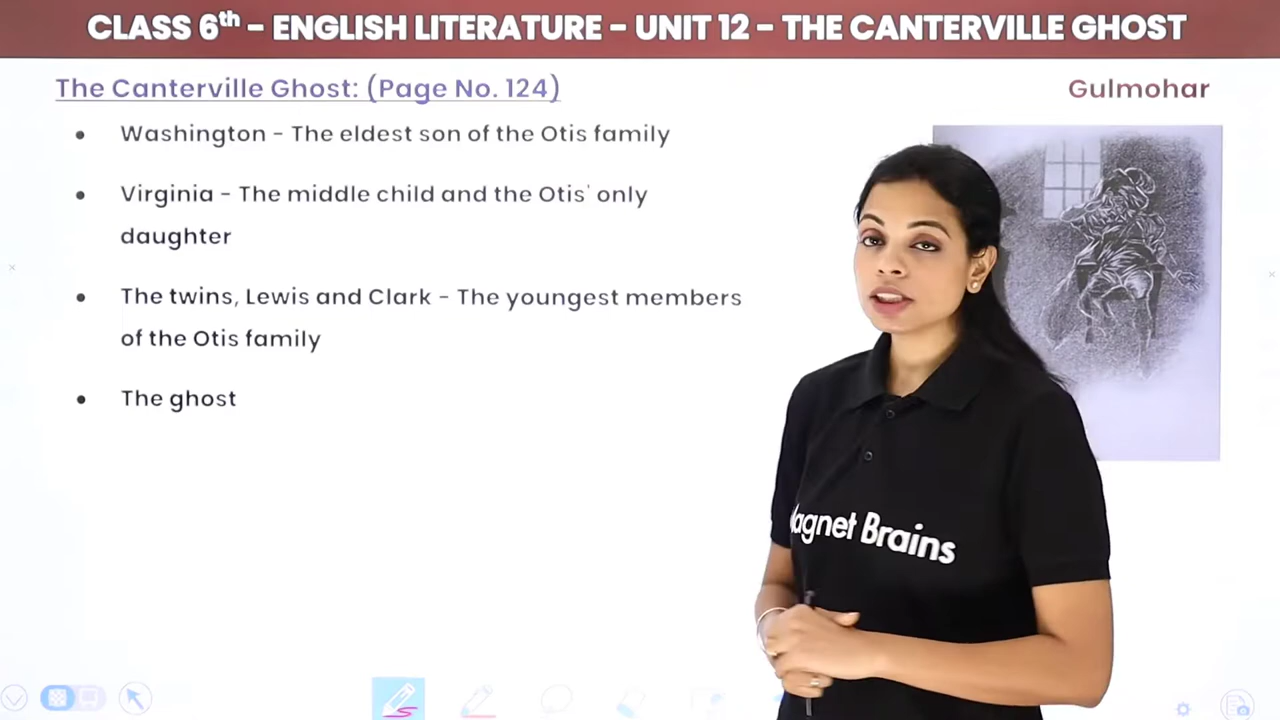 CLASS 6th - ENGLISH LITERATURE - UNIT 12 - THE CANTERVILLE GHOST
The Canterville Ghost: (Page No. 124)
Gulmohar
• Washington - The eldest son of the Otis family
• Virginia - The middle child and the Otis' only
daughter
• The twins, Lewis and Clark - The youngest members
of the Otis family
• The ghost
agnet Brains